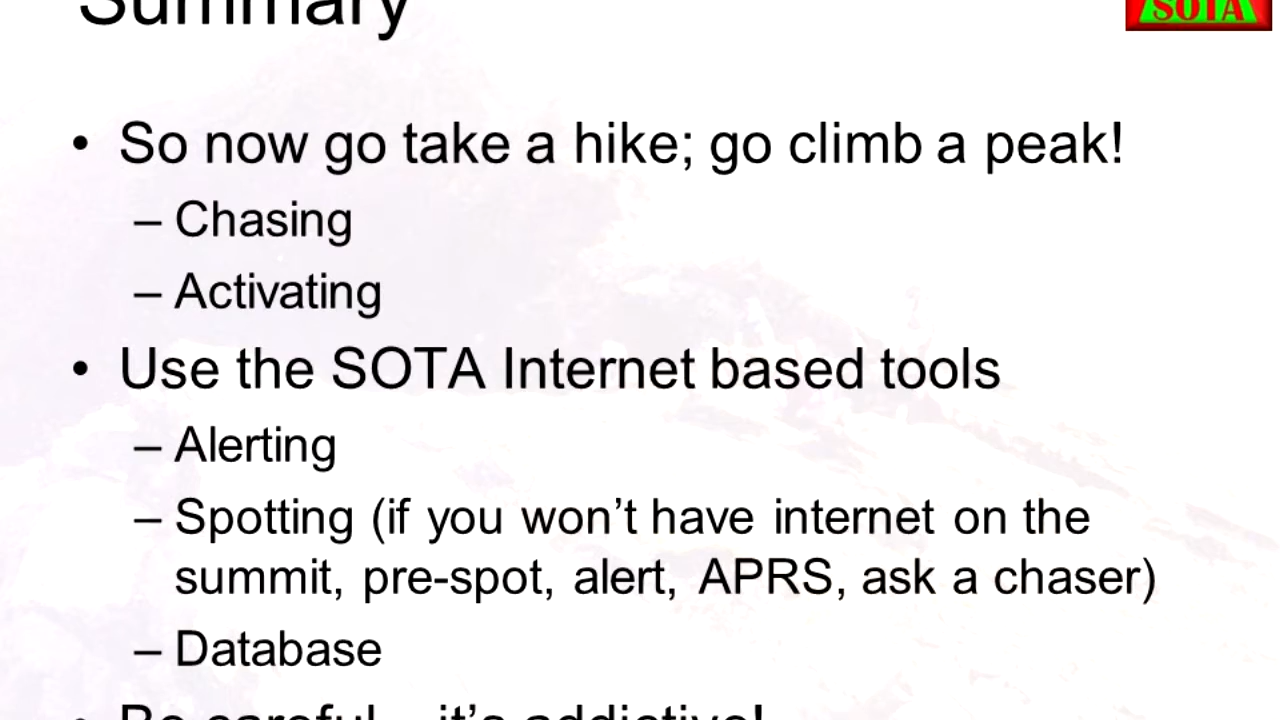 Summary
SOTA
• So now go take a hike; go climb a peak!
– Chasing
– Activating
• Use the SOTA Internet based tools
– Alerting
– Spotting (if you won’t have internet on the
summit, pre-spot, alert, APRS, ask a chaser)
– Database
• Be careful... it’s addictive!